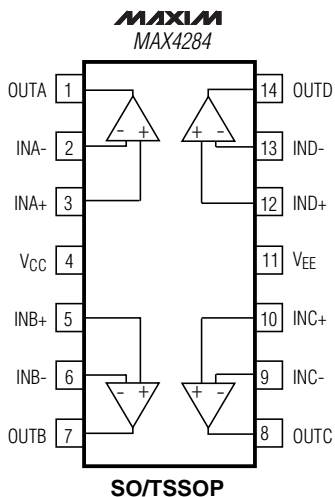 MAXIM
MAX4284
OUTA 1 14 OUTD
- + + -
INA- 2 13 IND-
INA+ 3 12 IND+
VCC 4 11 VEE
INB+ 5 10 INC+
INB- 6 9 INC-
- + + -
OUTB 7 8 OUTC
SO/TSSOP